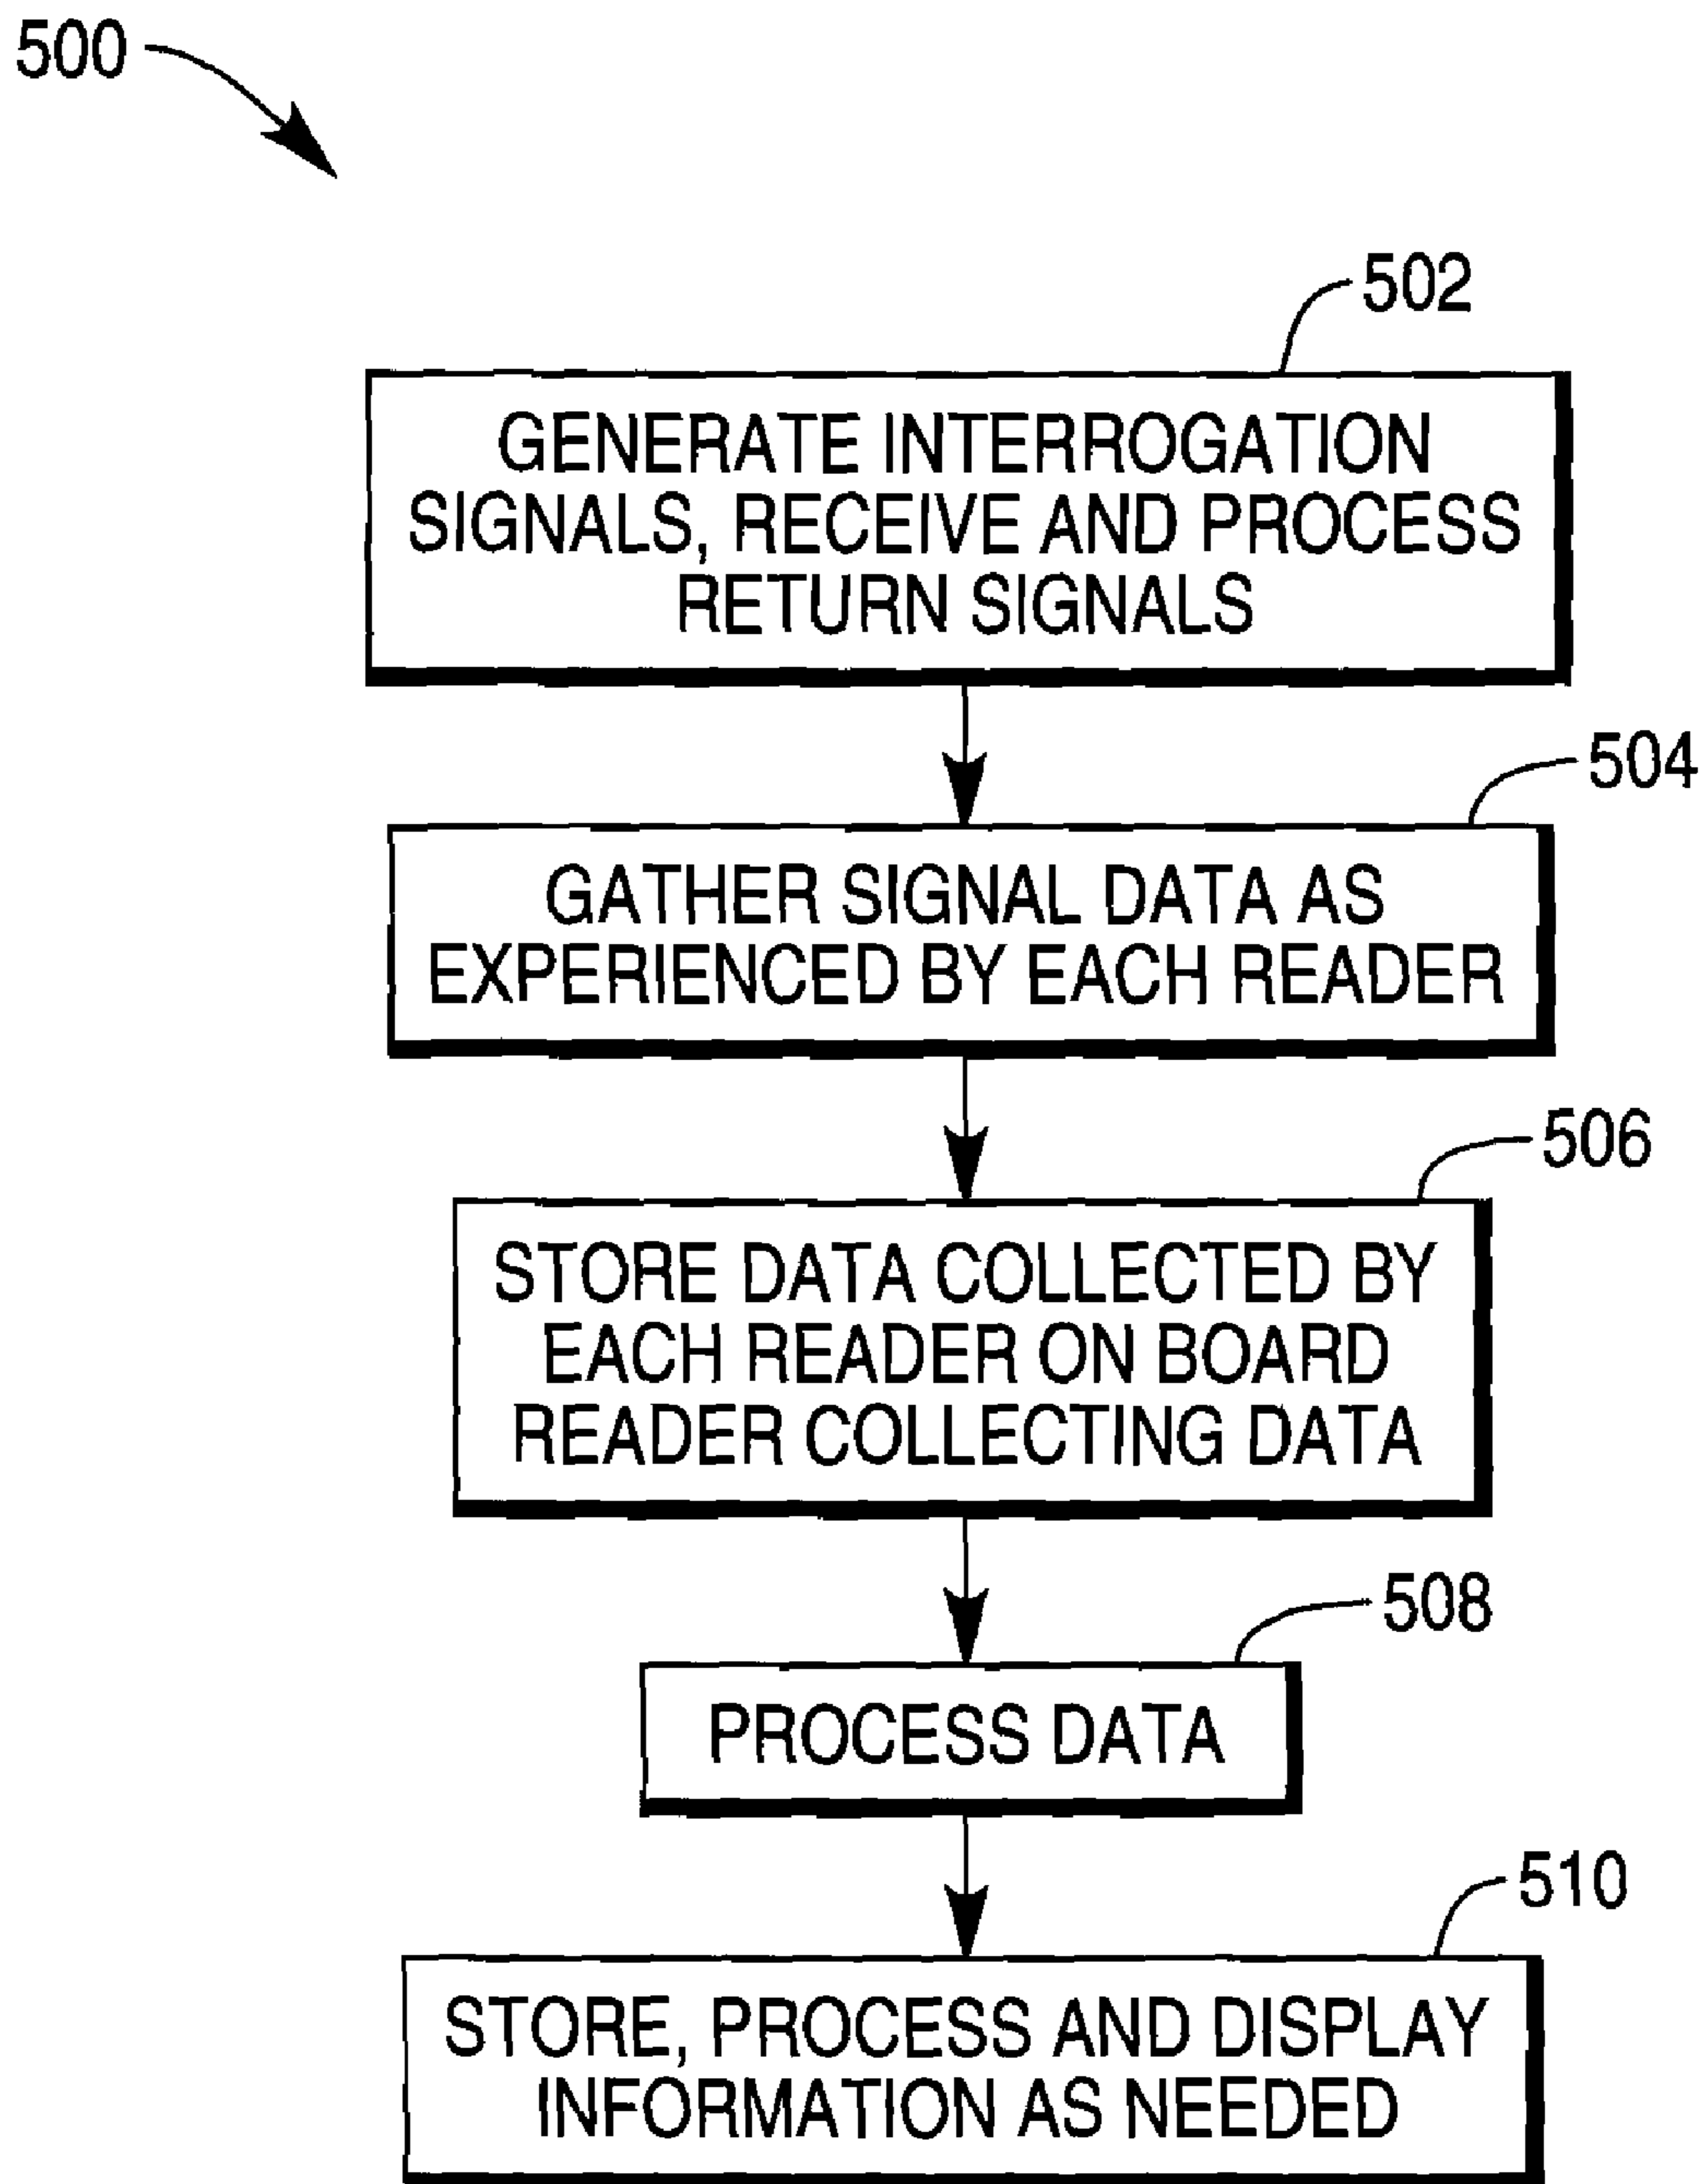 500
502
GENERATE INTERROGATION
SIGNALS, RECEIVE AND PROCESS
RETURN SIGNALS
504
GATHER SIGNAL DATA AS
EXPERIENCED BY EACH READER
506
STORE DATA COLLECTED BY
EACH READER ON BOARD
READER COLLECTING DATA
508
PROCESS DATA
510
STORE, PROCESS AND DISPLAY
INFORMATION AS NEEDED